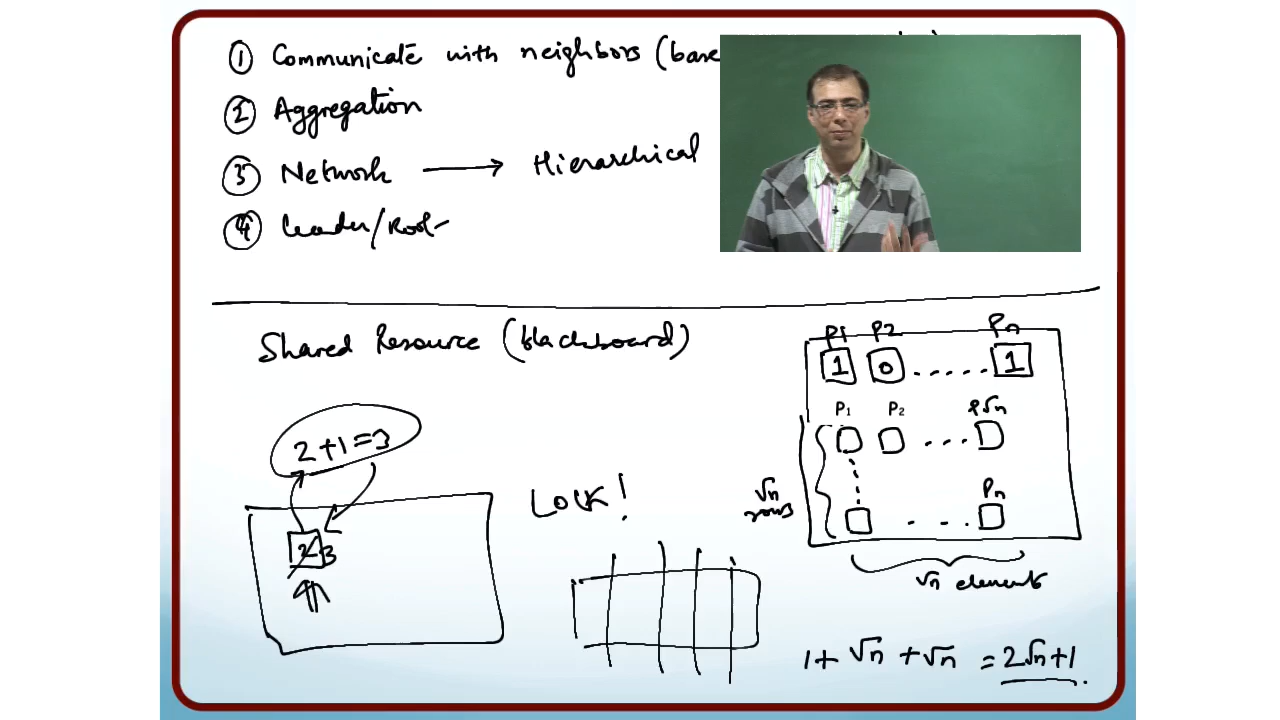 ① Communicate with neighbors (base
② Aggregation
③ Network → Hierarchical
④ Leader/Root
Shared Resource (blackboard)
P1 P2 Pn
1 0 ..... 1
P1 P2 P√n
...
Pn
√n rows
√n elements
2+1=3
2 3
Lock!
1+ √n + √n = 2√n+1